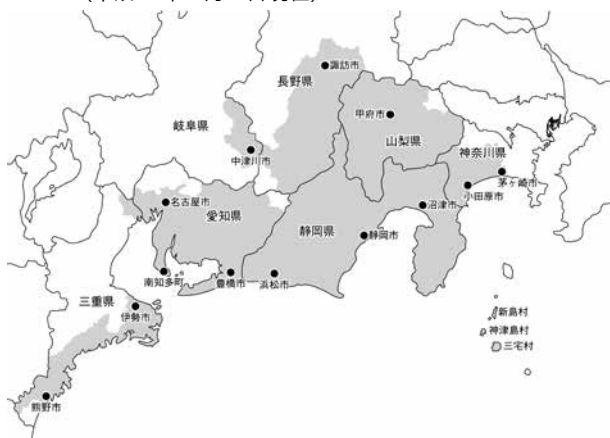 長野県
諏訪市
岐阜県
甲府市
山梨県
中津川市
神奈川県
茅ヶ崎市
小田原市
名古屋市
愛知県
静岡県
沼津市
静岡市
南知多町
豊橋市
浜松市
三重県
伊勢市
新島村
神津島村
三宅村
熊野市